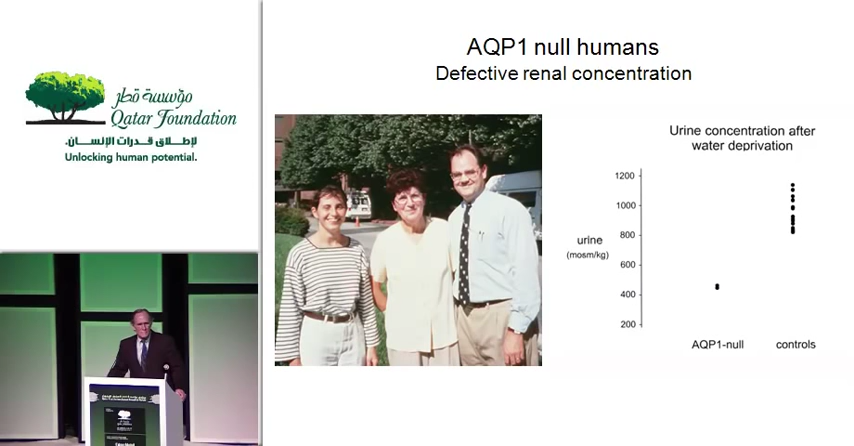 مؤسسة قطر
Qatar Foundation
لإطلاق قدرات الإنسان.
Unlocking human potential.
AQP1 null humans
Defective renal concentration
Urine concentration after
water deprivation
urine
(mosm/kg)
1200
1000
800
600
400
200
AQP1-null
controls